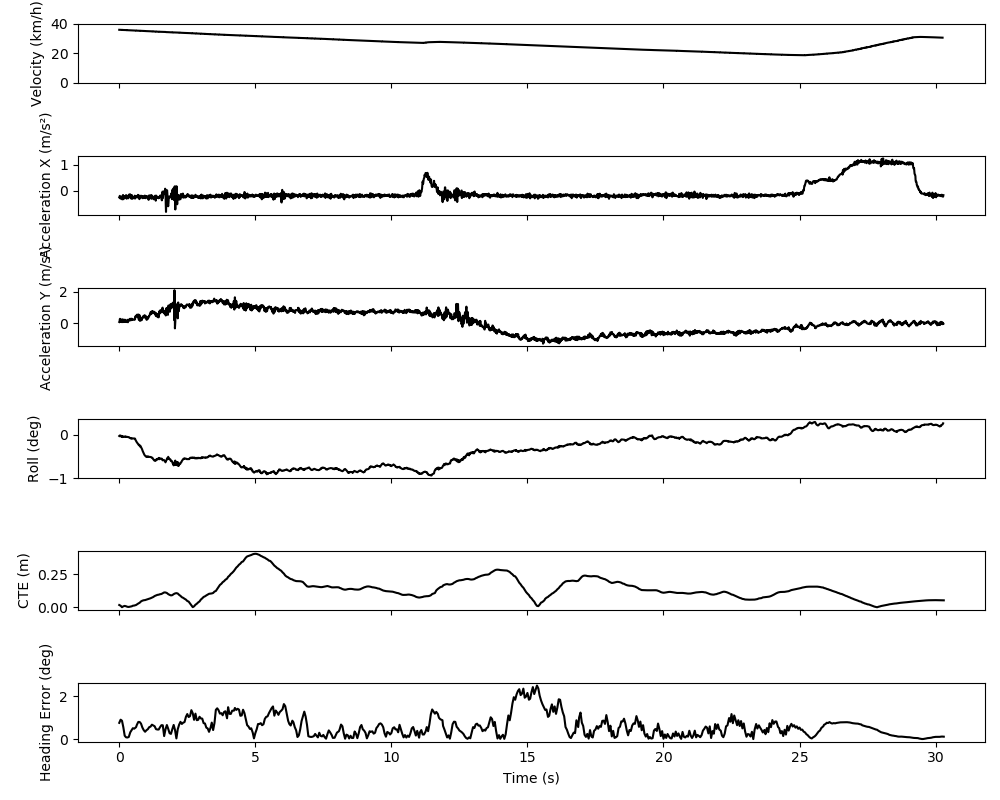 Velocity (km/h)
40
20
0
Acceleration X (m/s²)
1
0
Acceleration Y (m/s²)
2
0
Roll (deg)
0
−1
CTE (m)
0.25
0.00
Heading Error (deg)
2
0
0 5 10 15 20 25 30
Time (s)